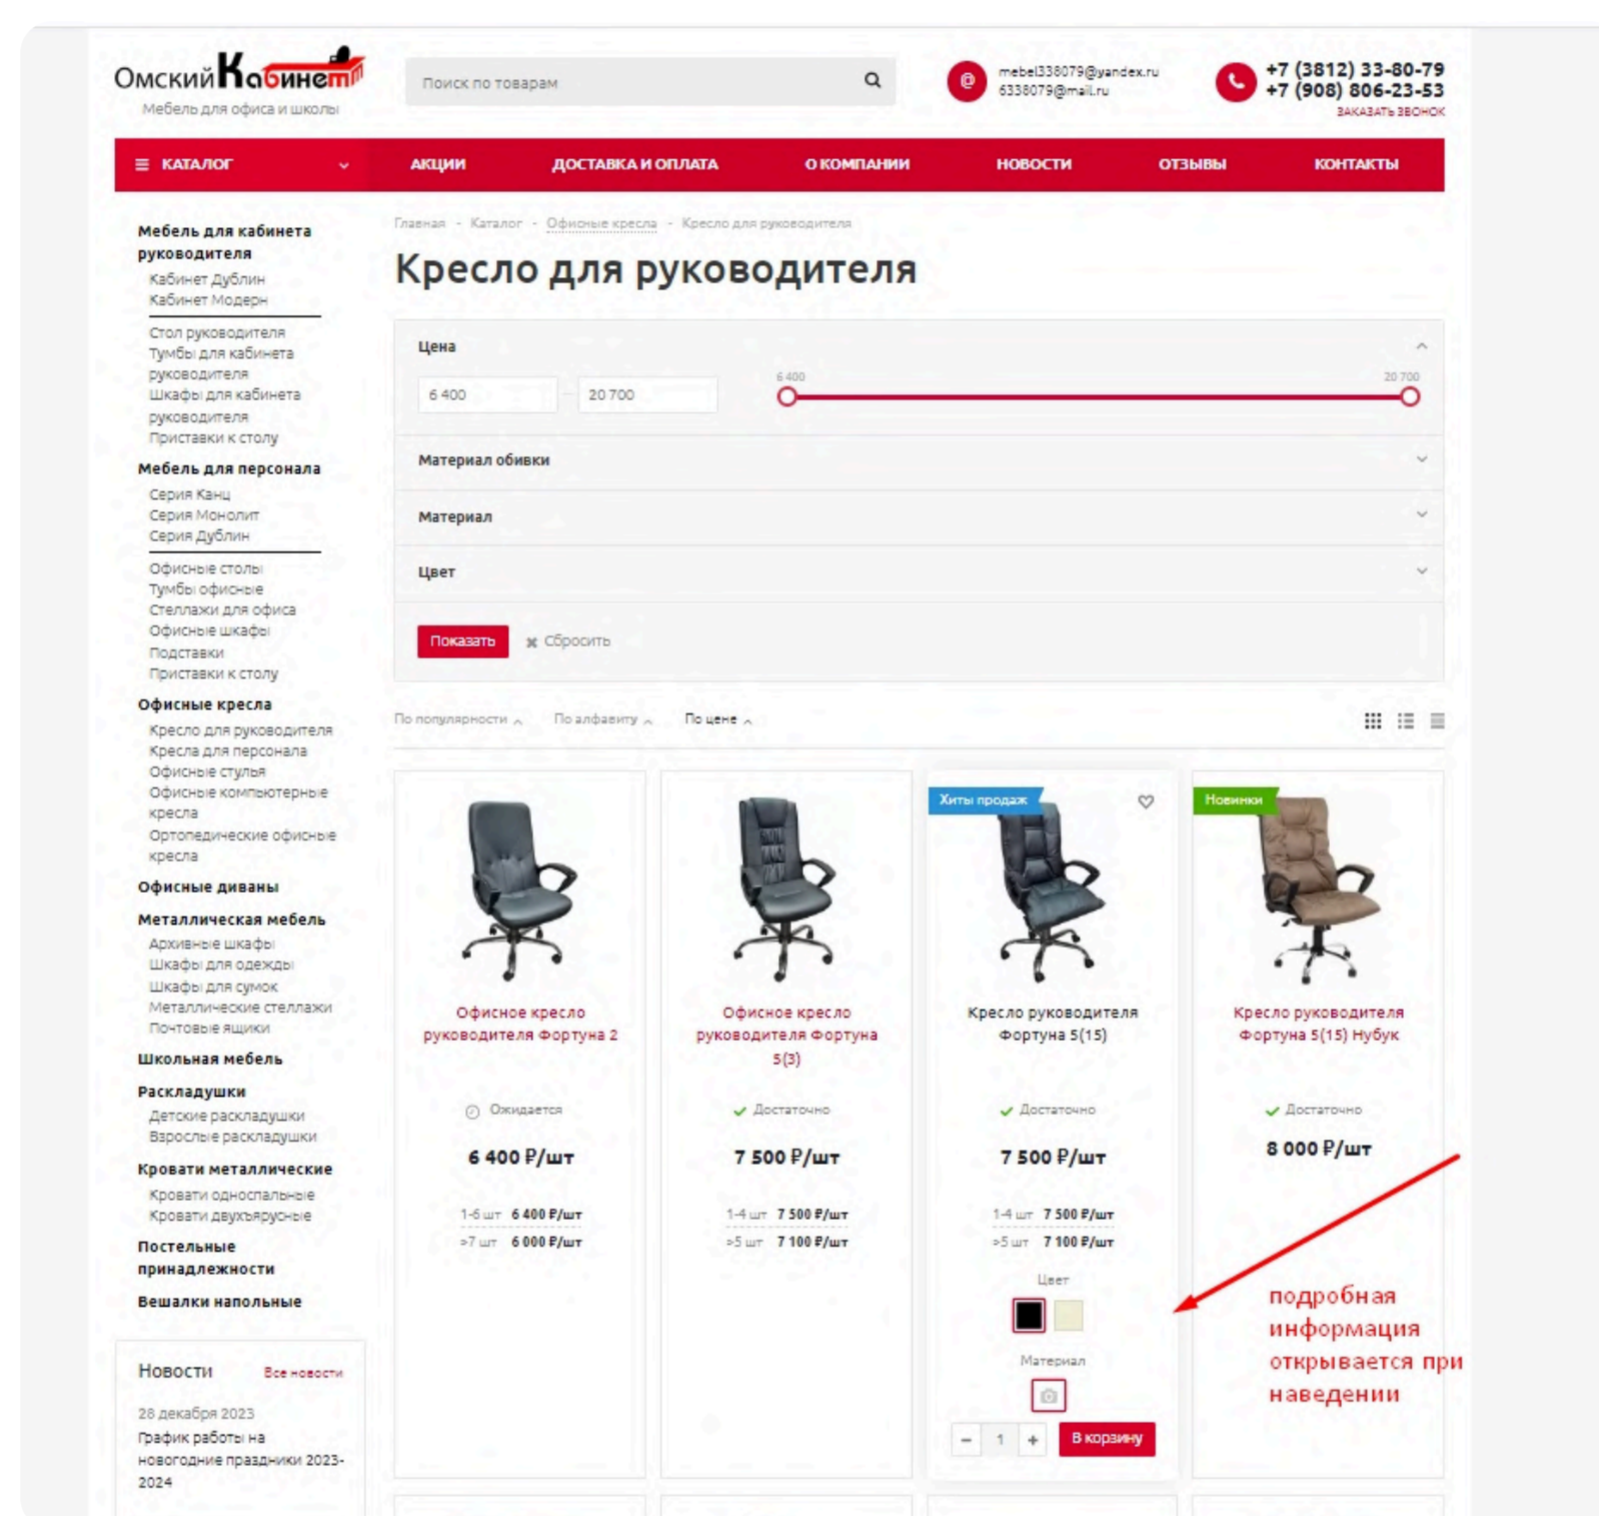 Омский Кабинет
Мебель для офиса и школы
Поиск по товарам
@
mebel338079@yandex.ru
6338079@mail.ru
+7 (3812) 33-80-79
+7 (908) 806-23-53
ЗАКАЗАТЬ ЗВОНОК
КАТАЛОГ
АКЦИИ
ДОСТАВКА И ОПЛАТА
О КОМПАНИИ
НОВОСТИ
ОТЗЫВЫ
КОНТАКТЫ
Мебель для кабинета
руководителя
Кабинет Дублин
Кабинет Модерн
Стол руководителя
Тумбы для кабинета
руководителя
Шкафы для кабинета
руководителя
Приставки к столу
Мебель для персонала
Серия Канц
Серия Монолит
Серия Дублин
Офисные столы
Тумбы офисные
Стеллажи для офиса
Офисные шкафы
Подставки
Приставки к столу
Офисные кресла
Кресло для руководителя
Кресла для персонала
Офисные стулья
Офисные компьютерные
кресла
Ортопедические офисные
кресла
Офисные диваны
Металлическая мебель
Архивные шкафы
Шкафы для одежды
Шкафы для сумок
Металлические стеллажи
Почтовые ящики
Школьная мебель
Раскладушки
Детские раскладушки
Взрослые раскладушки
Кровати металлические
Кровати односпальные
Кровати двухъярусные
Постельные
принадлежности
Вешалки напольные
Новости
Все новости
28 декабря 2023
График работы на
новогодние праздники 2023-
2024
Главная - Каталог - Офисные кресла - Кресло для руководителя
Кресло для руководителя
Цена
6 400 — 20 700
6 400
20 700
Материал обивки
Материал
Цвет
Показать
Сбросить
По популярности
По алфавиту
По цене
Офисное кресло
руководителя Фортуна 2
Ожидается
6 400 ₽/шт
1-6 шт 6 400 ₽/шт
>7 шт 6 000 ₽/шт
Офисное кресло
руководителя Фортуна
5(3)
Достаточно
7 500 ₽/шт
1-4 шт 7 500 ₽/шт
>5 шт 7 100 ₽/шт
Хиты продаж
Кресло руководителя
Фортуна 5(15)
Достаточно
7 500 ₽/шт
1-4 шт 7 500 ₽/шт
>5 шт 7 100 ₽/шт
Цвет
Материал
- 1 +
В корзину
Новинки
Кресло руководителя
Фортуна 5(15) Нубук
Достаточно
8 000 ₽/шт
подробная
информация
открывается при
наведении